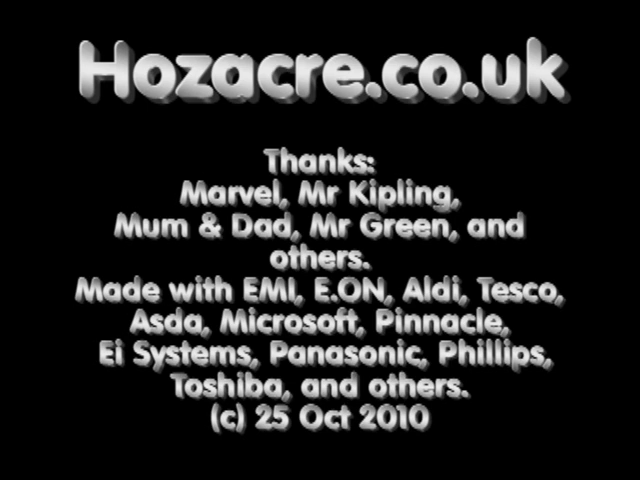 Hozacre.co.uk
Thanks:
Marvel, Mr Kipling,
Mum & Dad, Mr Green, and
others.
Made with EMI, E.ON, Aldi, Tesco,
Asda, Microsoft, Pinnacle,
Ei Systems, Panasonic, Phillips,
Toshiba, and others.
(c) 25 Oct 2010